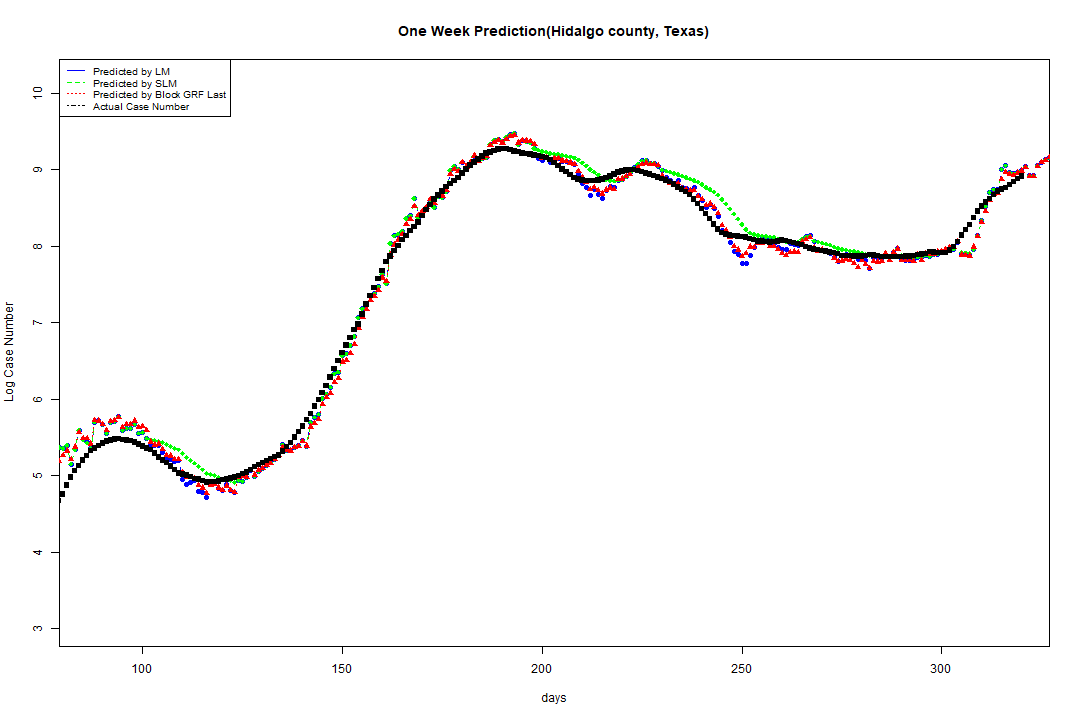 One Week Prediction(Hidalgo county, Texas)
Predicted by LM
Predicted by SLM
Predicted by Block GRF Last
Actual Case Number
10
9
8
7
6
5
4
3
Log Case Number
100
150
200
250
300
days